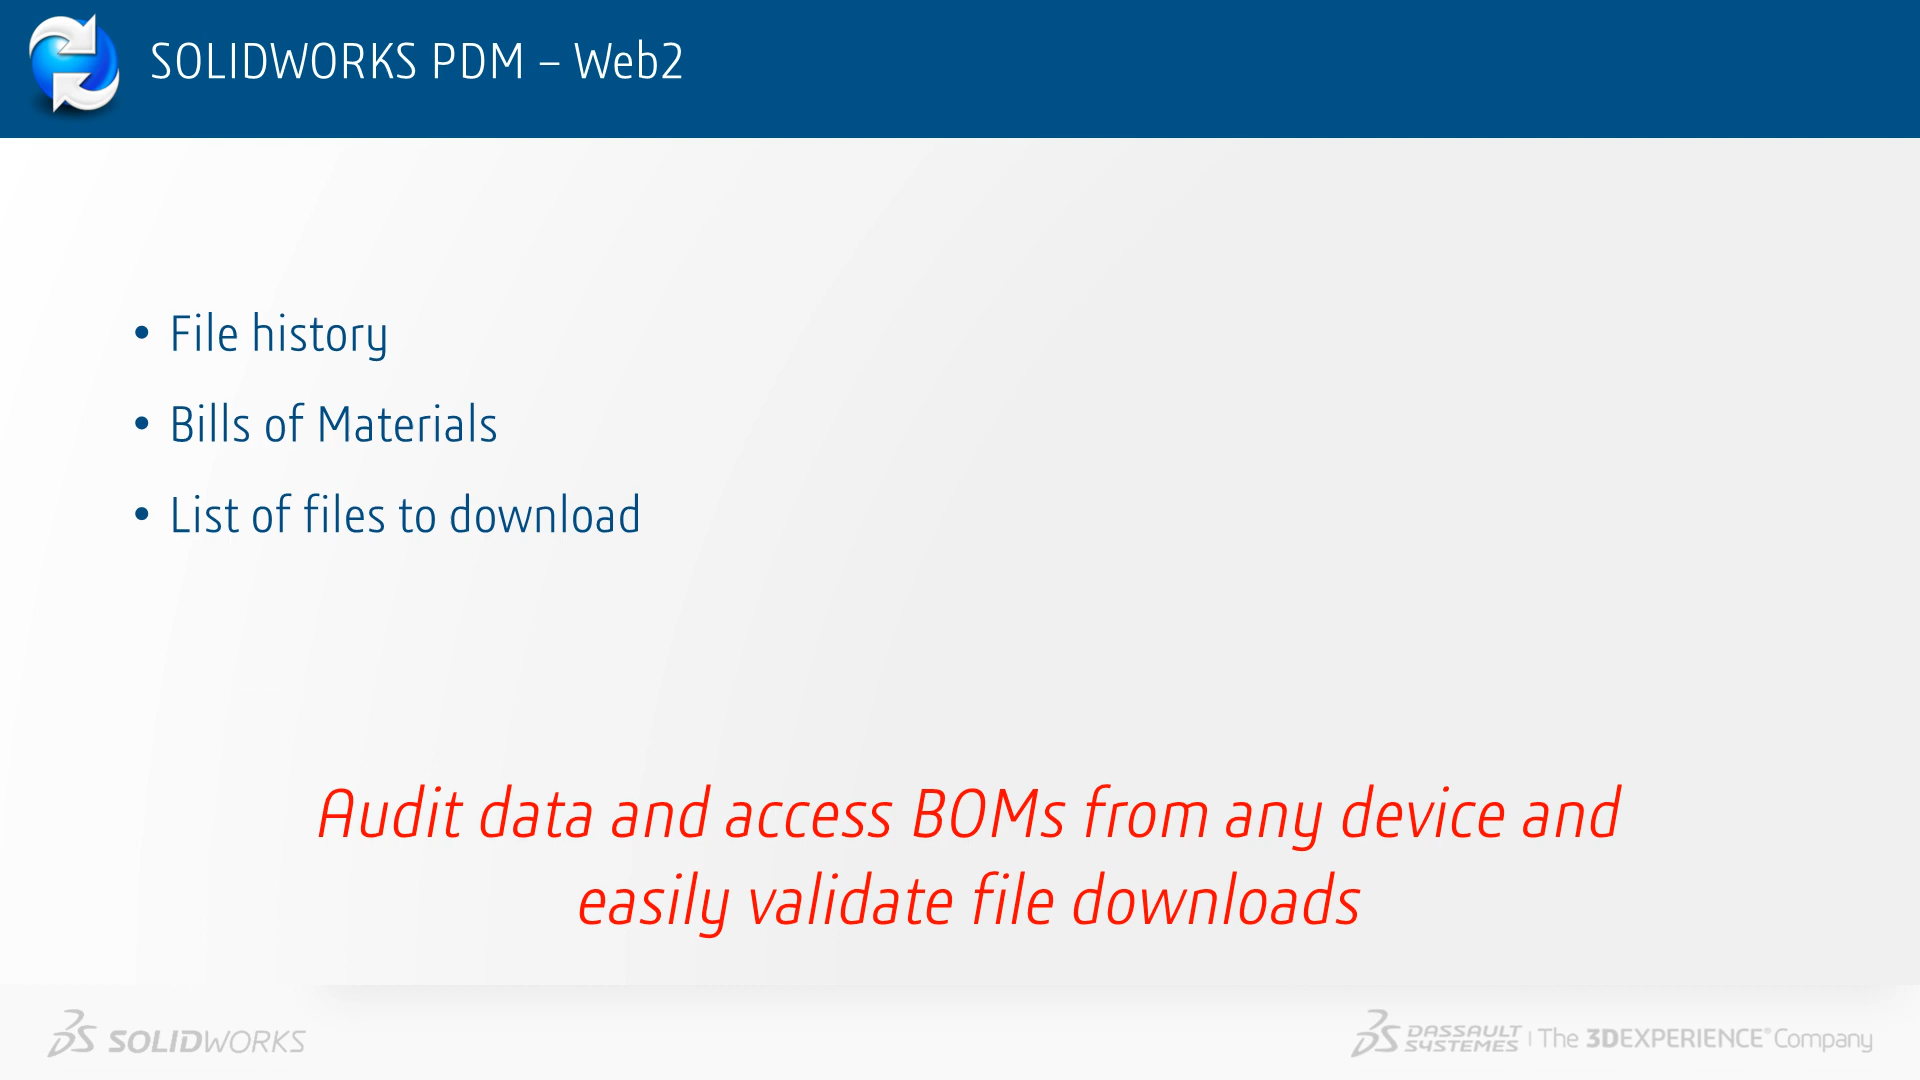 SOLIDWORKS PDM – Web2
• File history
• Bills of Materials
• List of files to download
Audit data and access BOMs from any device and
easily validate file downloads
SOLIDWORKS
DASSAULT SYSTEMES | The 3DEXPERIENCE® Company